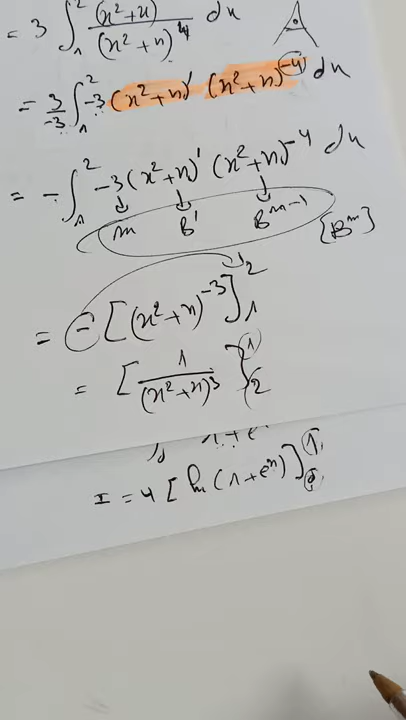 = 3 ∫₁² (x²+x)' / (x²+x)⁴ dx
= 3/-3 ∫₁² -3 (x²+x)' (x²+x)⁻⁴ dx
= - ∫₁² -3 (x²+x)' (x²+x)⁻⁴ dx
m B' Bᵐ⁻¹ [Bᵐ]
= - [(x²+x)⁻³]₁²
= [1/(x²+x)³]₂¹
I = 4 [ln(1+eˣ)]₀¹